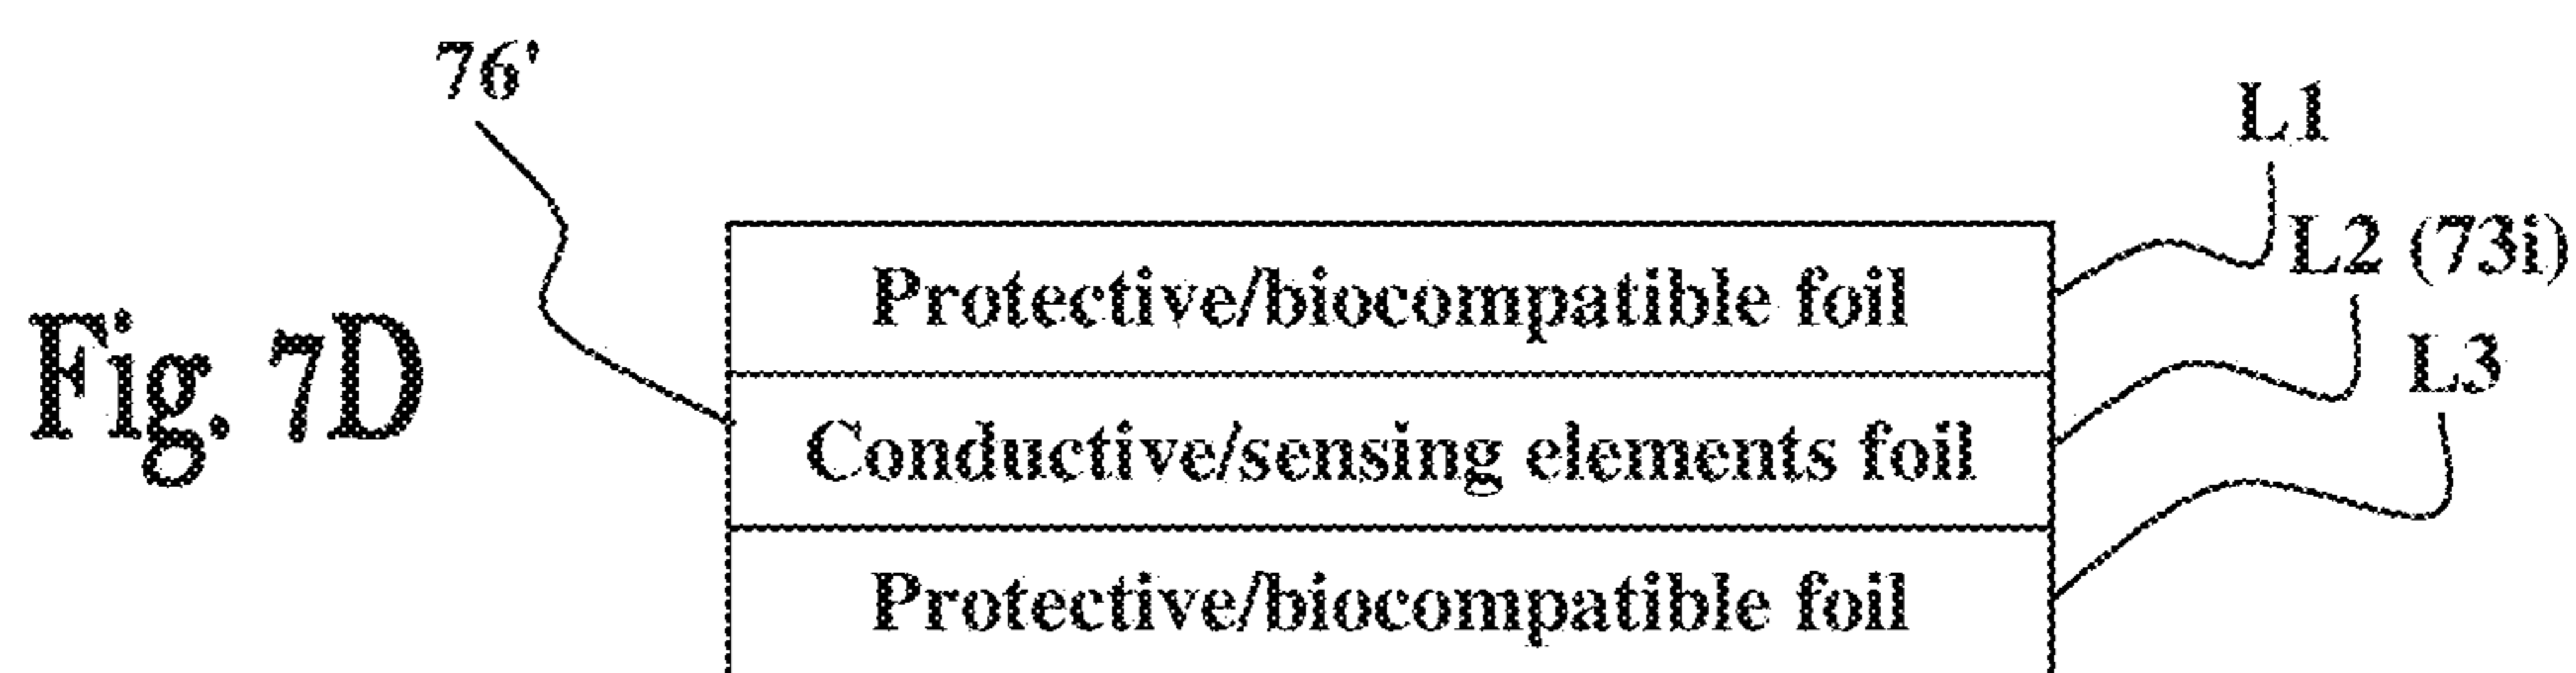 76'
L1
L2 (73i)
Protective/biocompatible foil
L3
Fig. 7D
Conductive/sensing elements foil
Protective/biocompatible foil